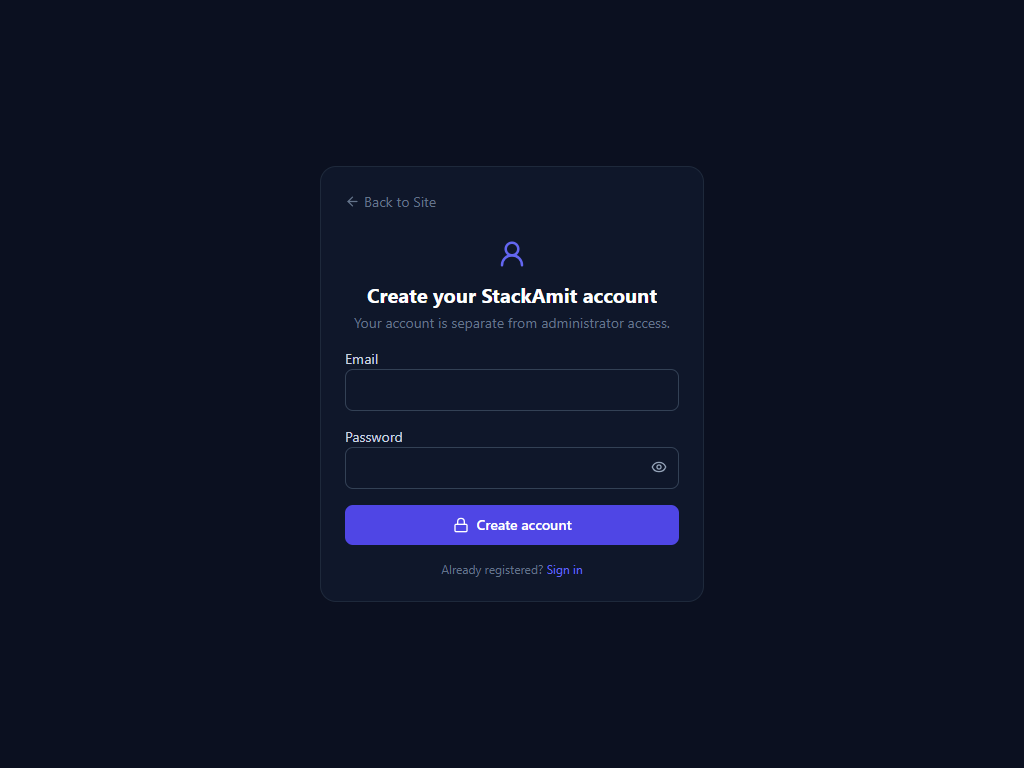 Back to Site
Create your StackAmit account
Your account is separate from administrator access.
Email
Password
Create account
Already registered? Sign in